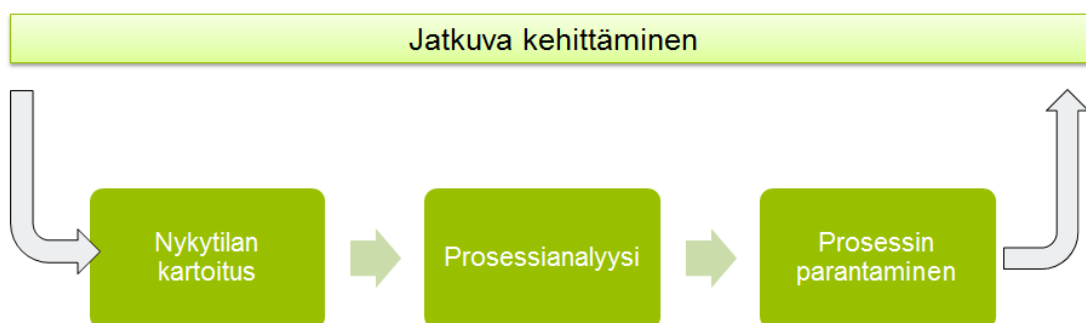 Jatkuva kehittäminen
Nykytilan
kartoitus
Prosessianalyysi
Prosessin
parantaminen